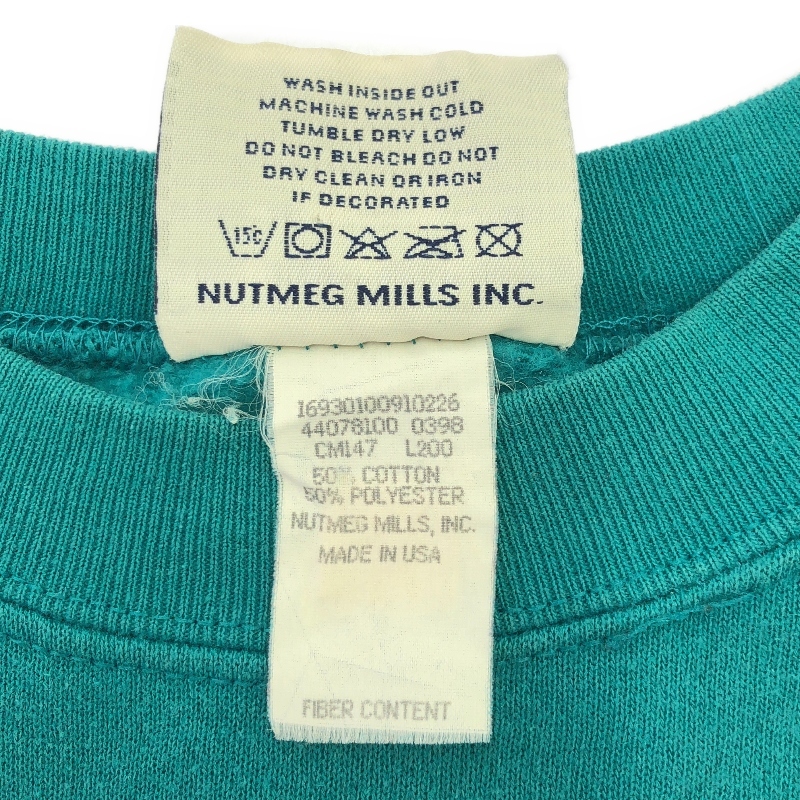 WASH INSIDE OUT
MACHINE WASH COLD
TUMBLE DRY LOW
DO NOT BLEACH DO NOT
DRY CLEAN OR IRON
IF DECORATED
15C
NUTMEG MILLS INC.
16930100910226
44078100 0398
CM147 L200
50% COTTON
50% POLYESTER
NUTMEG MILLS, INC.
MADE IN USA
FIBER CONTENT